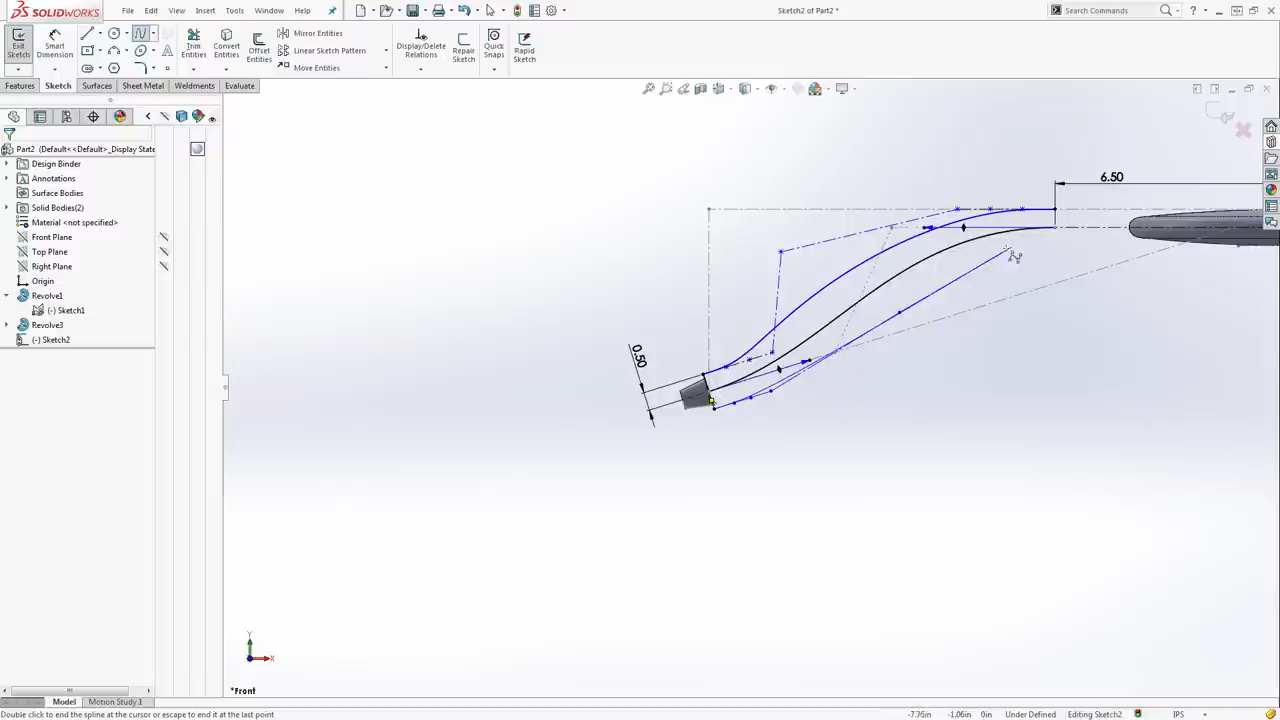 SOLIDWORKS
File
Edit
View
Insert
Tools
Window
Help
Sketch2 of Part2 *
Search Commands
Exit Sketch
Smart Dimension
Trim Entities
Convert Entities
Offset Entities
Mirror Entities
Linear Sketch Pattern
Move Entities
Display/Delete Relations
Repair Sketch
Quick Snaps
Rapid Sketch
Features
Sketch
Surfaces
Sheet Metal
Weldments
Evaluate
Part2 (Default<<Default>_Display State
Design Binder
Annotations
Surface Bodies
Solid Bodies(2)
Material <not specified>
Front Plane
Top Plane
Right Plane
Origin
Revolve1
(-) Sketch1
Revolve3
(-) Sketch2
6.50
0.50
Y
X
*Front
Model
Motion Study 1
Double click to end the spline at the cursor or escape to end it at the last point
-7.75in
-1.06in
0in
Under Defined
Editing Sketch2
IPS